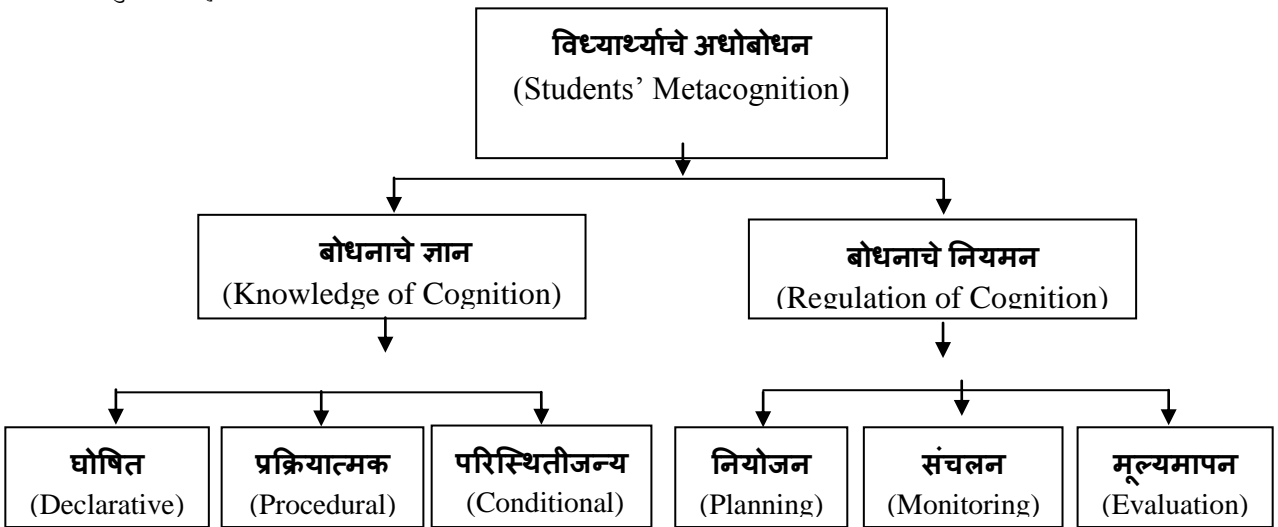 विध्यार्थ्याचे अधोबोधन
(Students’ Metacognition)
बोधनाचे ज्ञान
(Knowledge of Cognition)
बोधनाचे नियमन
(Regulation of Cognition)
घोषित
(Declarative)
प्रक्रियात्मक
(Procedural)
परिस्थितीजन्य
(Conditional)
नियोजन
(Planning)
संचलन
(Monitoring)
मूल्यमापन
(Evaluation)